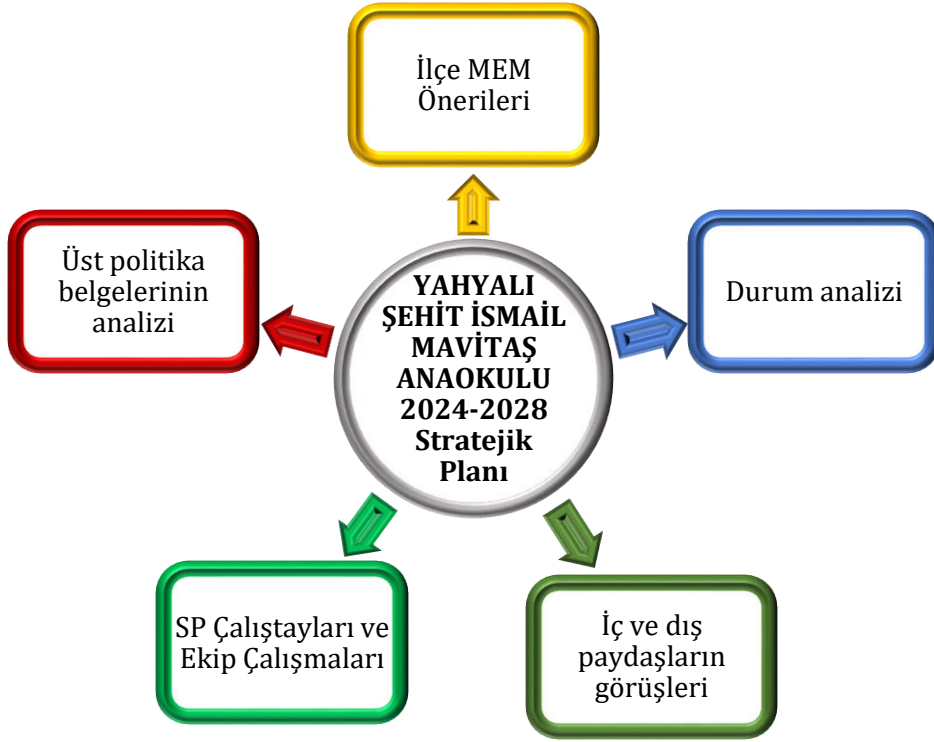 İlçe MEM
Önerileri
Üst politika
belgelerinin
analizi
YAHYALI
ŞEHİT İSMAİL
MAVİTAŞ
ANAOKULU
2024-2028
Stratejik
Planı
Durum analizi
SP Çalıştayları ve
Ekip Çalışmaları
İç ve dış
paydaşların
görüşleri